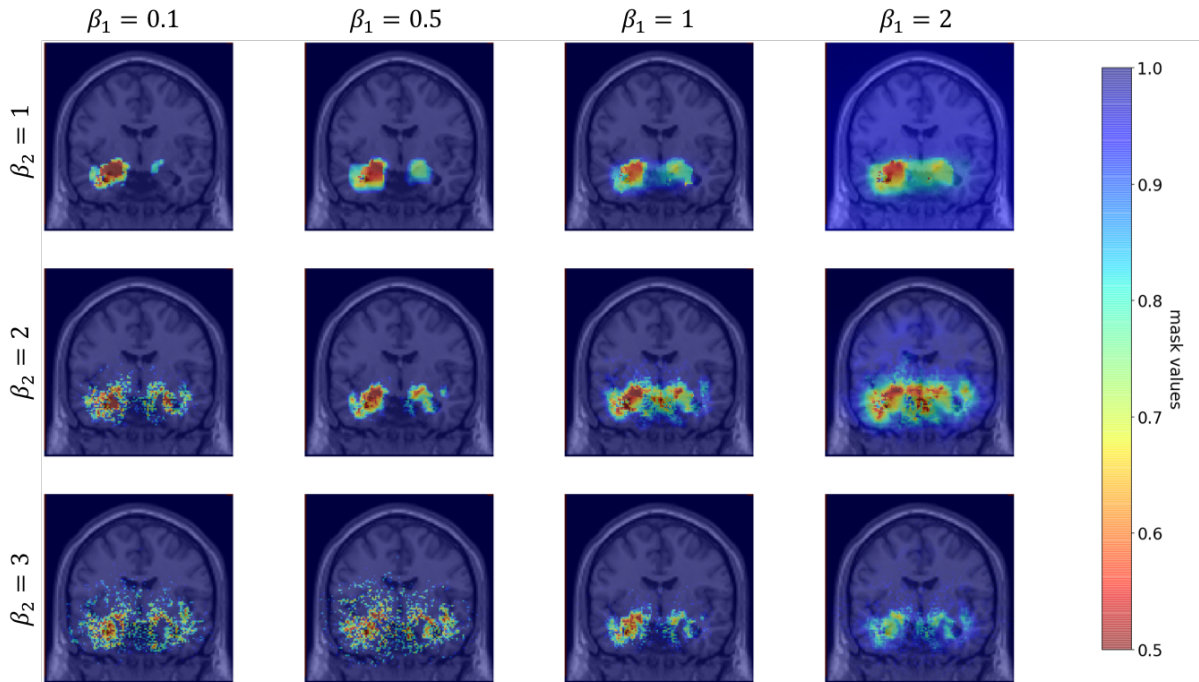 β₁ = 0.1
β₁ = 0.5
β₁ = 1
β₁ = 2
β₂ = 1
β₂ = 2
β₂ = 3
1.0
0.9
0.8
0.7
0.6
0.5
mask values